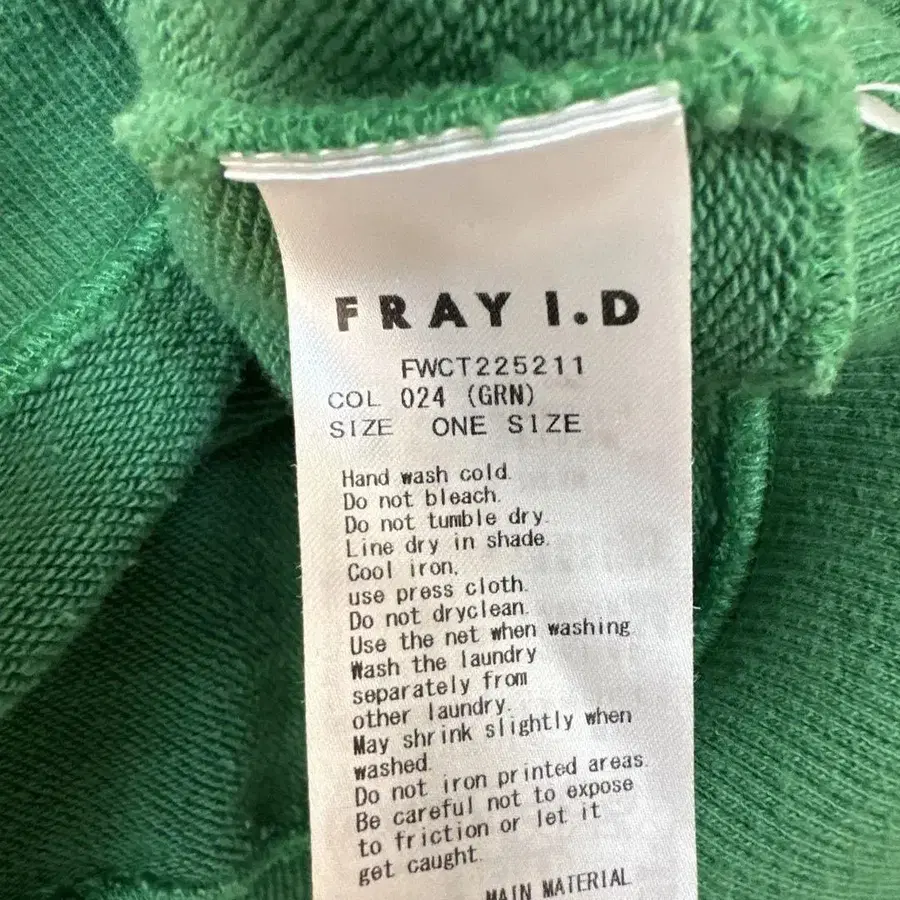 FRAY I.D
FWCT225211
COL 024 (GRN)
SIZE ONE SIZE
Hand wash cold.
Do not bleach.
Do not tumble dry.
Line dry in shade.
Cool iron,
use press cloth.
Do not dryclean.
Use the net when washing
Wash the laundry
separately from
other laundry.
May shrink slightly when
washed.
Do not iron printed areas.
Be careful not to expose
to friction or let it
get caught.
MAIN MATERIAL